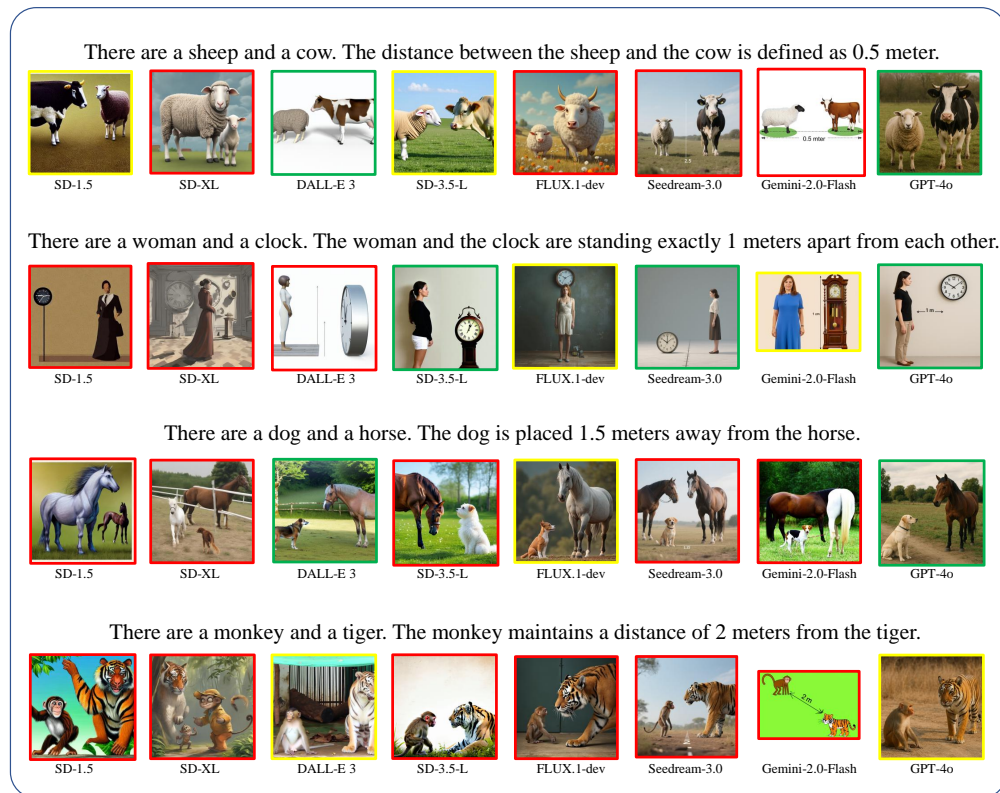 There are a sheep and a cow. The distance between the sheep and the cow is defined as 0.5 meter.
0.5 mter
SD-1.5 SD-XL DALL-E 3 SD-3.5-L FLUX.1-dev Seedream-3.0 Gemini-2.0-Flash GPT-4o
There are a woman and a clock. The woman and the clock are standing exactly 1 meters apart from each other.
1 m
SD-1.5 SD-XL DALL-E 3 SD-3.5-L FLUX.1-dev Seedream-3.0 Gemini-2.0-Flash GPT-4o
There are a dog and a horse. The dog is placed 1.5 meters away from the horse.
SD-1.5 SD-XL DALL-E 3 SD-3.5-L FLUX.1-dev Seedream-3.0 Gemini-2.0-Flash GPT-4o
There are a monkey and a tiger. The monkey maintains a distance of 2 meters from the tiger.
2 m
SD-1.5 SD-XL DALL-E 3 SD-3.5-L FLUX.1-dev Seedream-3.0 Gemini-2.0-Flash GPT-4o